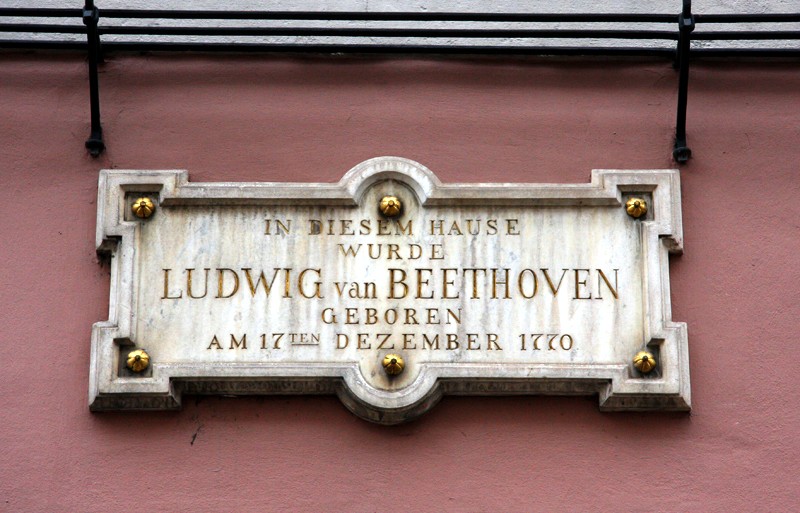 IN DIESEM HAUSE
WURDE
LUDWIG van BEETHOVEN
GEBOREN
AM 17TEN DEZEMBER 1770